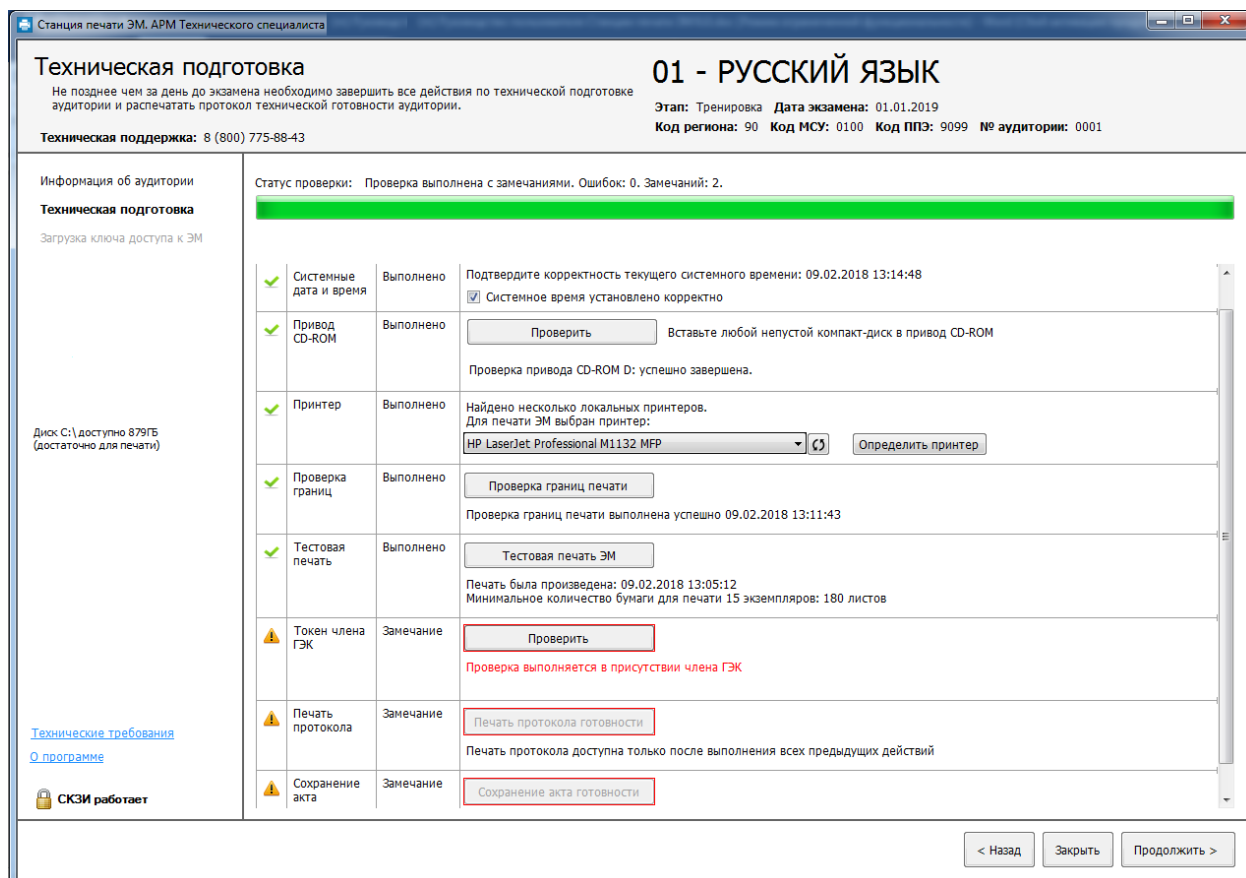 Станция печати ЭМ. АРМ Технического специалиста
Техническая подготовка
Не позднее чем за день до экзамена необходимо завершить все действия по технической подготовке
аудитории и распечатать протокол технической готовности аудитории.
Техническая поддержка: 8 (800) 775-88-43
01 - РУССКИЙ ЯЗЫК
Этап: Тренировка Дата экзамена: 01.01.2019
Код региона: 90 Код МСУ: 0100 Код ППЭ: 9099 № аудитории: 0001
Информация об аудитории
Техническая подготовка
Загрузка ключа доступа к ЭМ
Диск C:\ доступно 879ГБ
(достаточно для печати)
Технические требования
О программе
СКЗИ работает
Статус проверки: Проверка выполнена с замечаниями. Ошибок: 0. Замечаний: 2.
Системные
дата и время
Выполнено
Подтвердите корректность текущего системного времени: 09.02.2018 13:14:48
Системное время установлено корректно
Привод
CD-ROM
Выполнено
Проверить
Вставьте любой непустой компакт-диск в привод CD-ROM
Проверка привода CD-ROM D: успешно завершена.
Принтер
Выполнено
Найдено несколько локальных принтеров.
Для печати ЭМ выбран принтер:
HP LaserJet Professional M1132 MFP
Определить принтер
Проверка
границ
Выполнено
Проверка границ печати
Проверка границ печати выполнена успешно 09.02.2018 13:11:43
Тестовая
печать
Выполнено
Тестовая печать ЭМ
Печать была произведена: 09.02.2018 13:05:12
Минимальное количество бумаги для печати 15 экземпляров: 180 листов
Токен члена
ГЭК
Замечание
Проверить
Проверка выполняется в присутствии члена ГЭК
Печать
протокола
Замечание
Печать протокола готовности
Печать протокола доступна только после выполнения всех предыдущих действий
Сохранение
акта
Замечание
Сохранение акта готовности
< Назад
Закрыть
Продолжить >